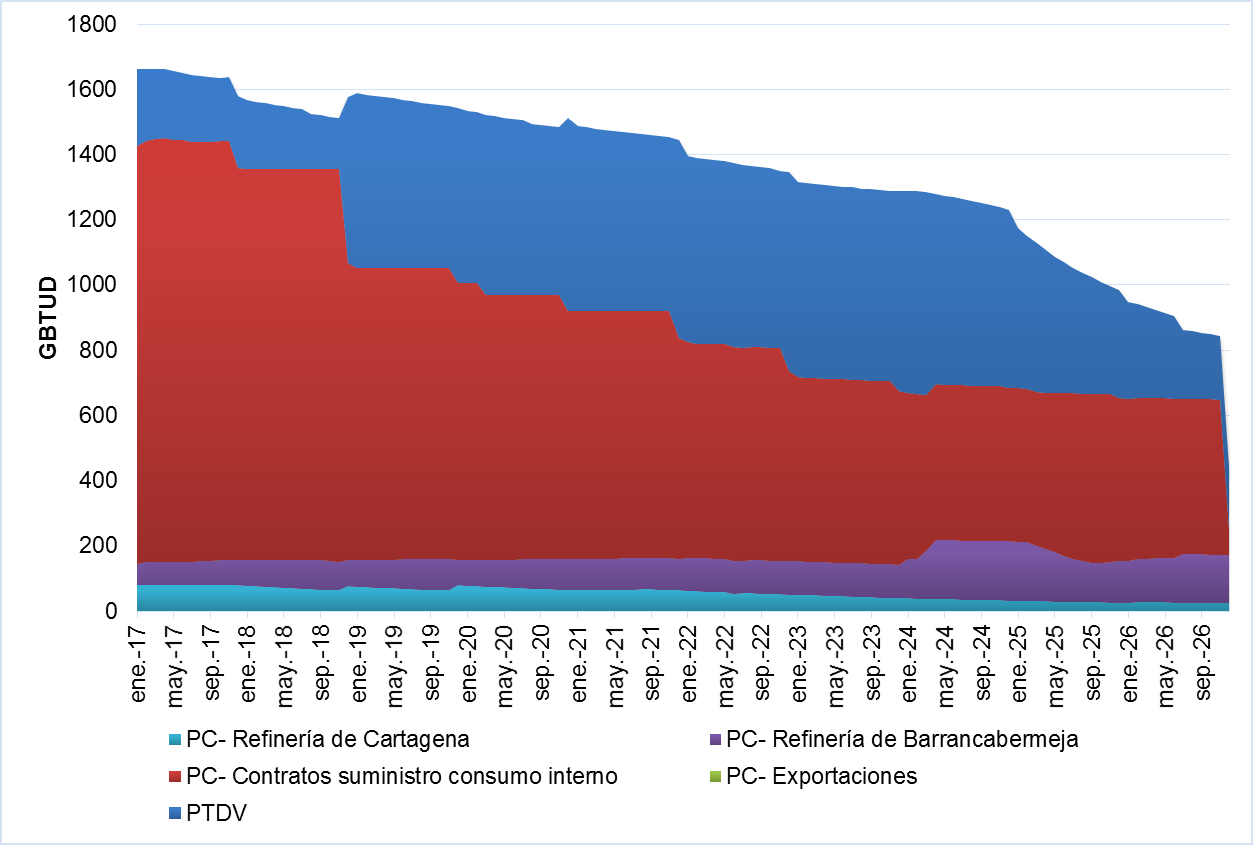 1800
1600
1400
1200
1000
800
600
400
200
0
GBTUD
ene.-17
may.-17
sep.-17
ene.-18
may.-18
sep.-18
ene.-19
may.-19
sep.-19
ene.-20
may.-20
sep.-20
ene.-21
may.-21
sep.-21
ene.-22
may.-22
sep.-22
ene.-23
may.-23
sep.-23
ene.-24
may.-24
sep.-24
ene.-25
may.-25
sep.-25
ene.-26
may.-26
sep.-26
PC- Refinería de Cartagena
PC- Refinería de Barrancabermeja
PC- Contratos suministro consumo interno
PC- Exportaciones
PTDV